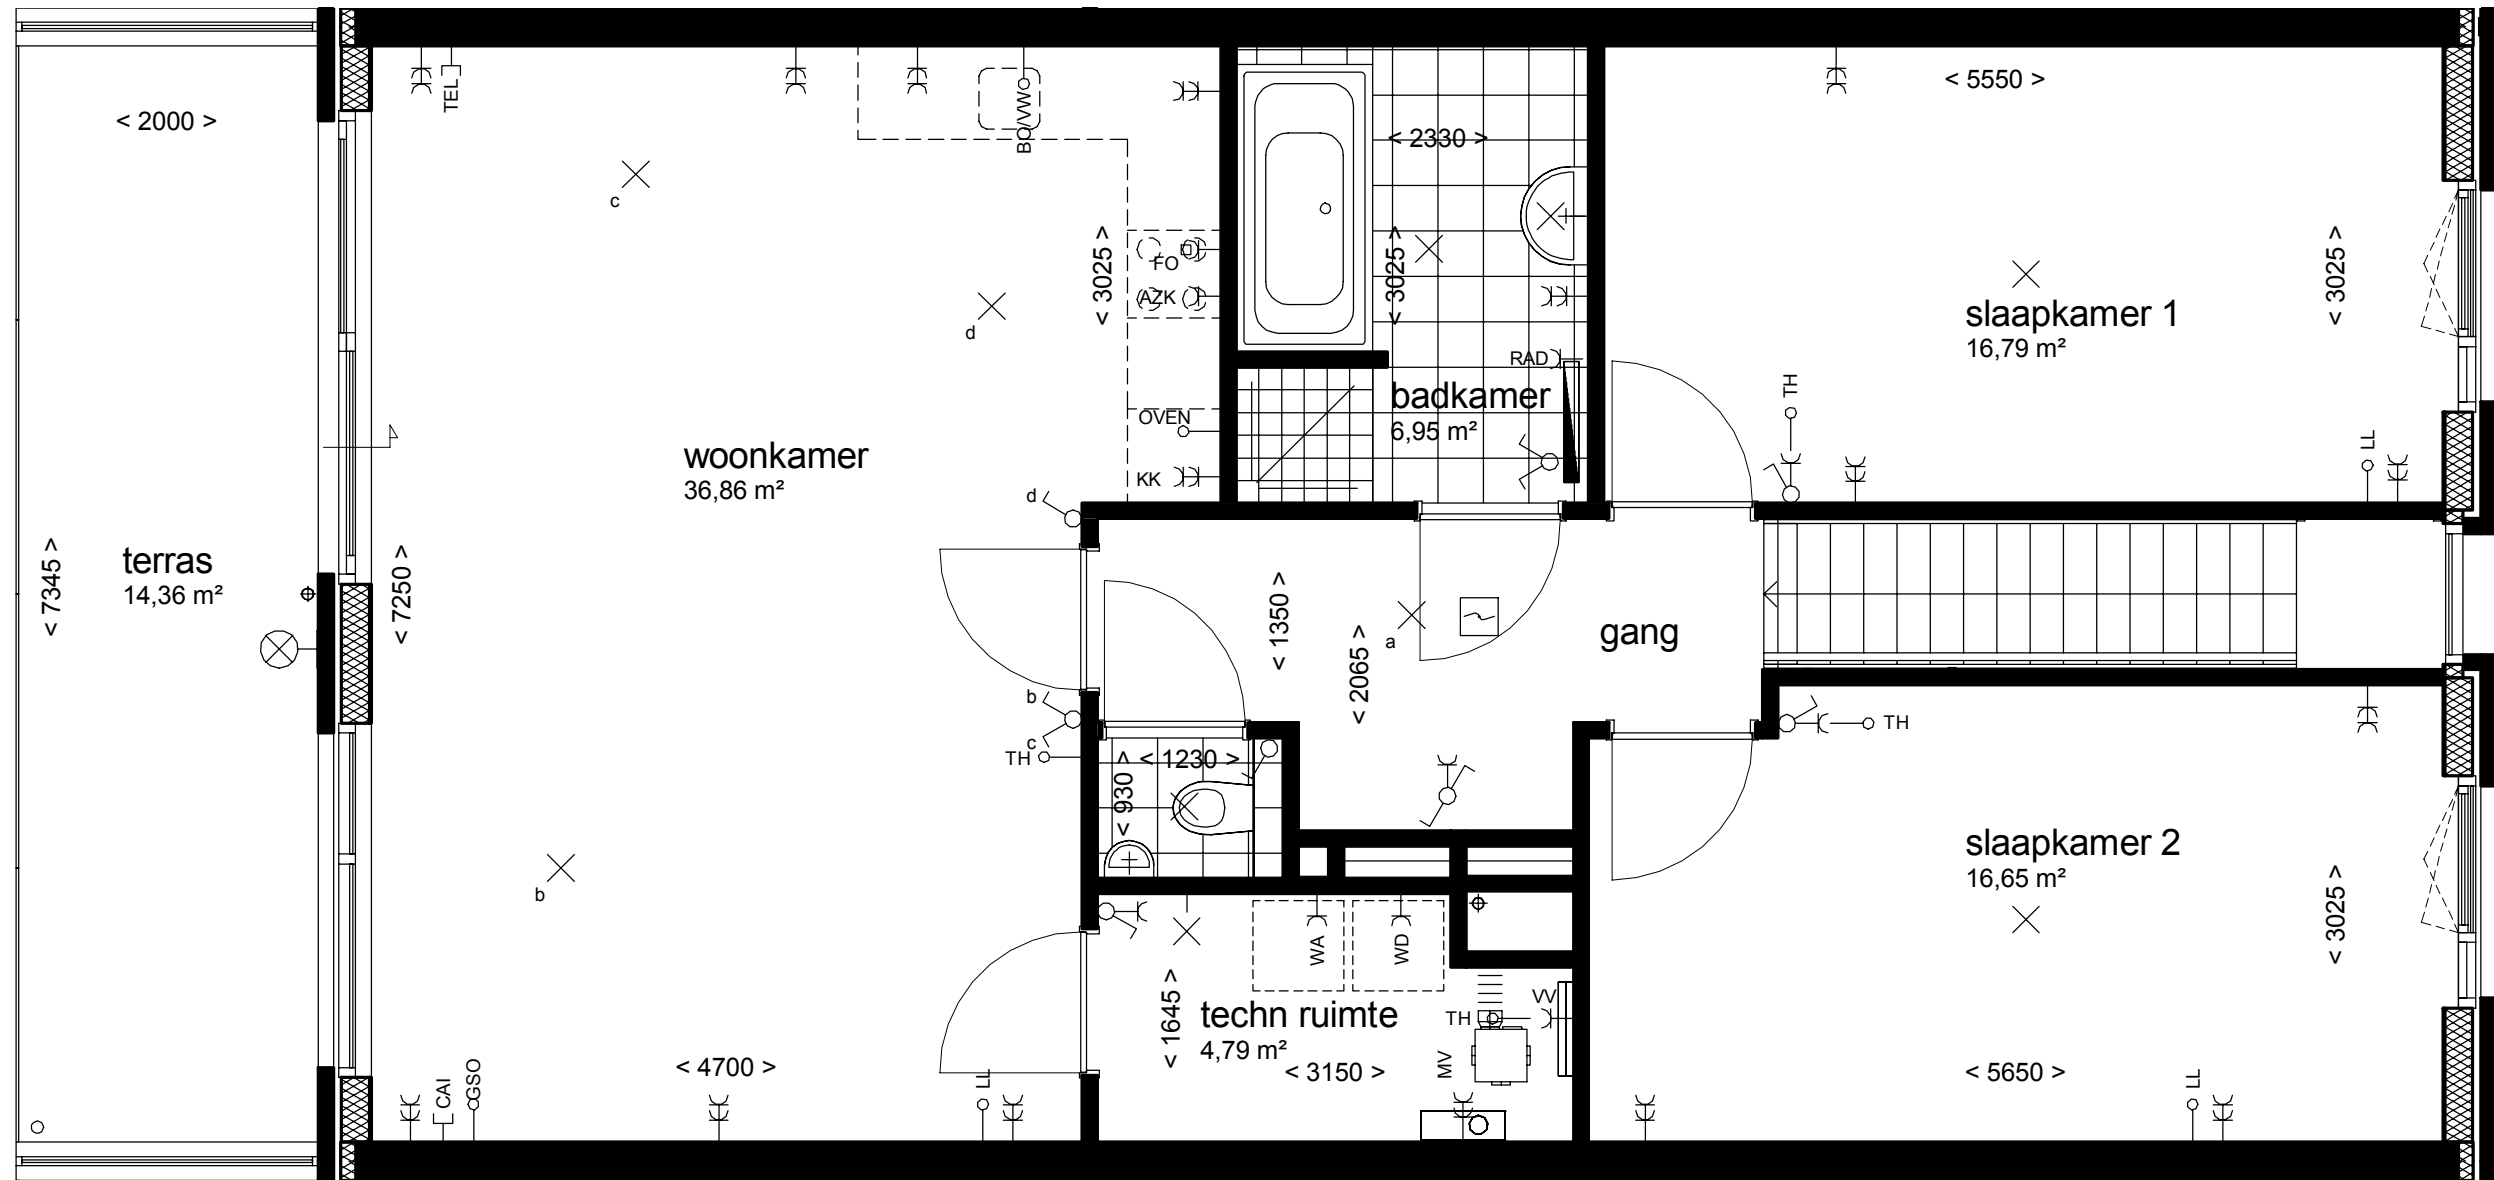 < 2000 >
TEL
BO/VW
< 5550 >
< 2330 >
c
d
FO
AZK
< 3025 >
< 3025 >
< 3025 >
slaapkamer 1
16,79 m²
RAD
badkamer
6,95 m²
TH
LL
OVEN
KK
woonkamer
36,86 m²
d
terras
14,36 m²
< 7345 >
< 7250 >
< 1350 >
< 2065 >
a
gang
b
c
TH
< 1230 >
< 930 >
TH
slaapkamer 2
16,65 m²
b
< 3025 >
WA
WD
< 1645 >
techn ruimte
4,79 m²
TH
VV
MV
< 3150 >
< 4700 >
< 5650 >
CAI
GSO
LL
LL